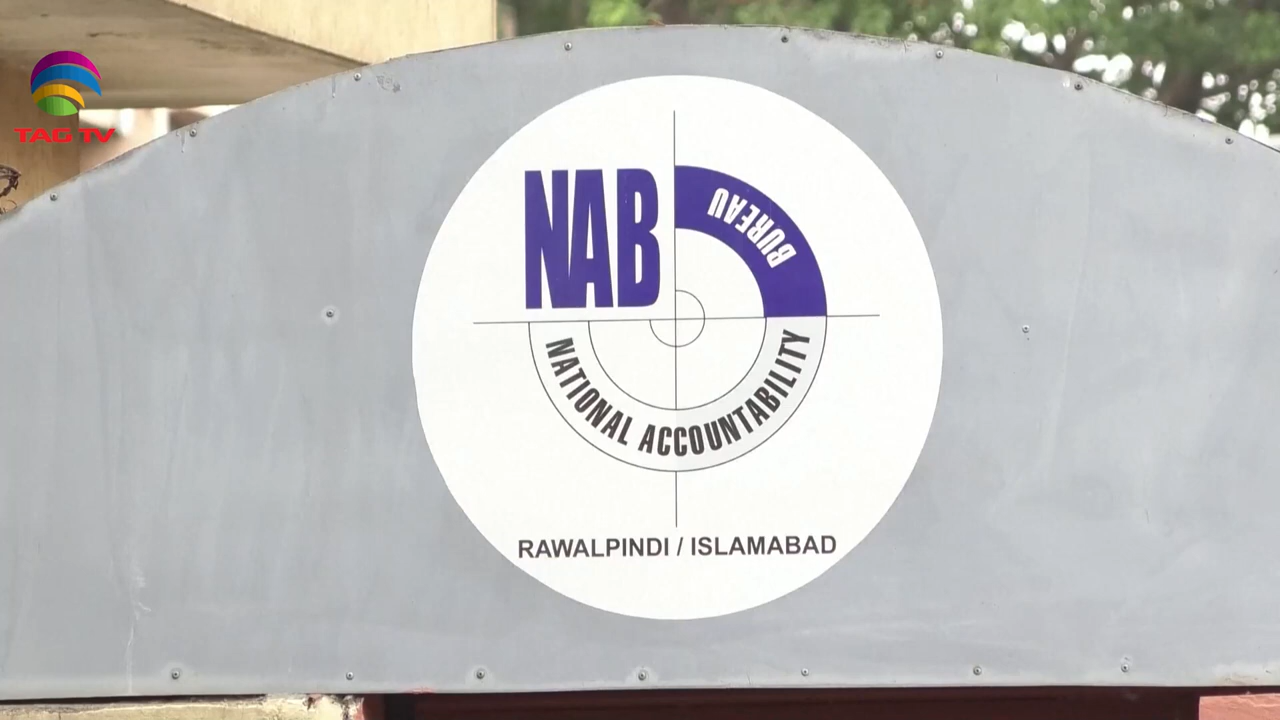 TAG TV
NAB
BUREAU
NATIONAL ACCOUNTABILITY
RAWALPINDI / ISLAMABAD